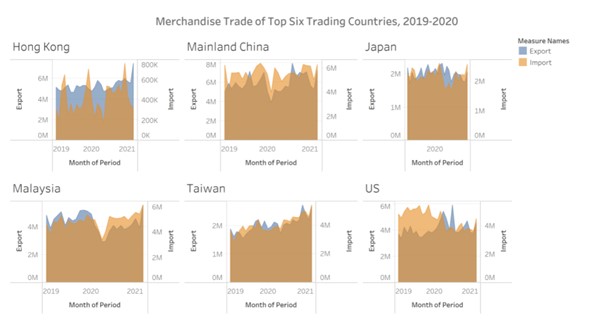 Merchandise Trade of Top Six Trading Countries, 2019-2020
Measure Names
Export
Import
Hong Kong
Export
6M
4M
2M
0M
800K
600K
400K
200K
0K
Import
2019 2020 2021
Month of Period
Mainland China
Export
8M
6M
4M
2M
0M
6M
4M
2M
0M
Import
2019 2020 2021
Month of Period
Japan
Export
2M
1M
0M
2M
1M
0M
Import
2020
Month of Period
Malaysia
Export
4M
2M
0M
6M
4M
2M
0M
Import
2019 2020 2021
Month of Period
Taiwan
Export
2M
1M
0M
4M
2M
0M
Import
2019 2020 2021
Month of Period
US
Export
6M
4M
2M
0M
4M
2M
0M
Import
2019 2020 2021
Month of Period